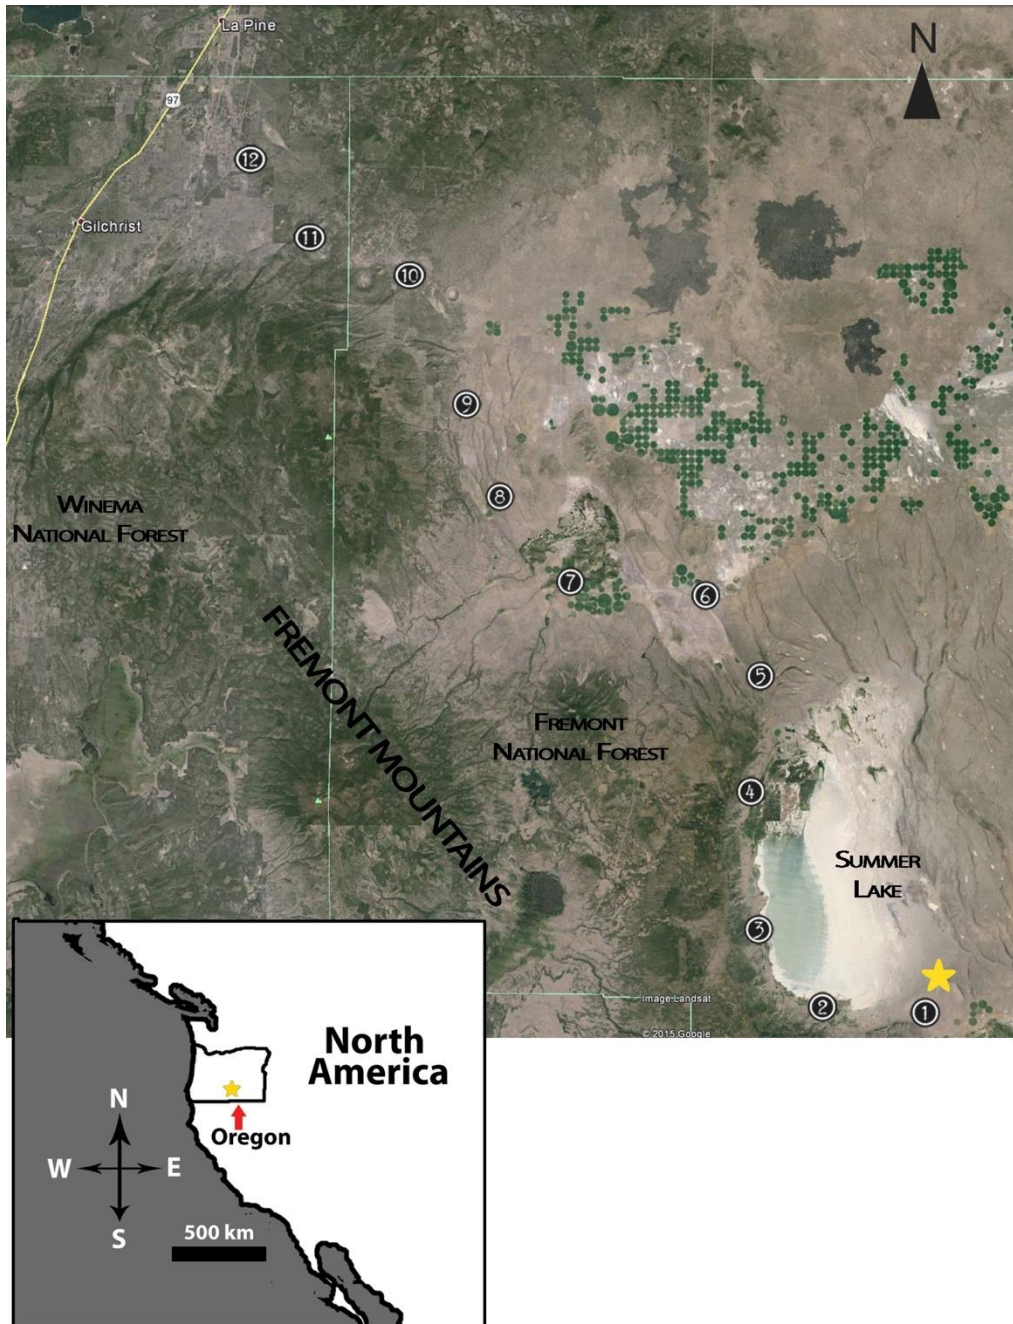 La Pine
N
97
12
Gilchrist
11
10
9
8
WINEMA
NATIONAL FOREST
7
6
FREMONT MOUNTAINS
5
FREMONT
NATIONAL FOREST
4
SUMMER
LAKE
3
Image Landsat
2
1
© 2015 Google
North
America
N
Oregon
W
E
S
500 km